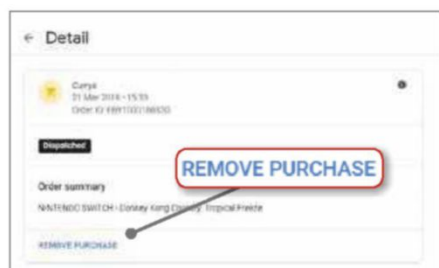 ← Detail
Currys
21 Mar 2019 - 15:39
Dispatched
REMOVE PURCHASE
Order summary
NINTENDO SWITCH - Donkey Kong Country: Tropical Freeze
REMOVE PURCHASE